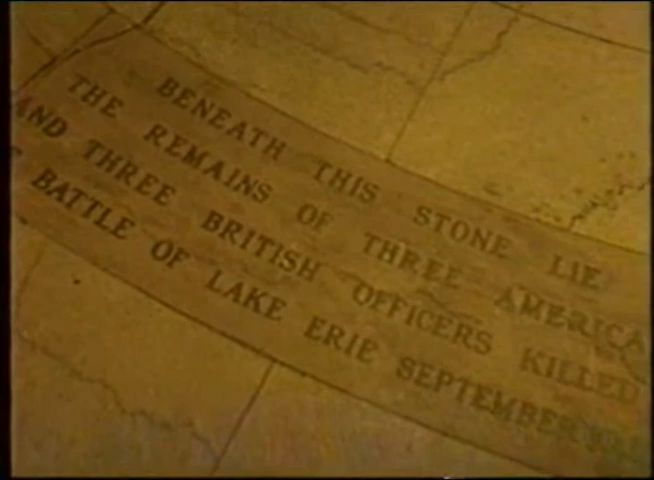 BENEATH THIS STONE LIE
THE REMAINS OF THREE AMERICA
AND THREE BRITISH OFFICERS KILLED
BATTLE OF LAKE ERIE SEPTEMBER